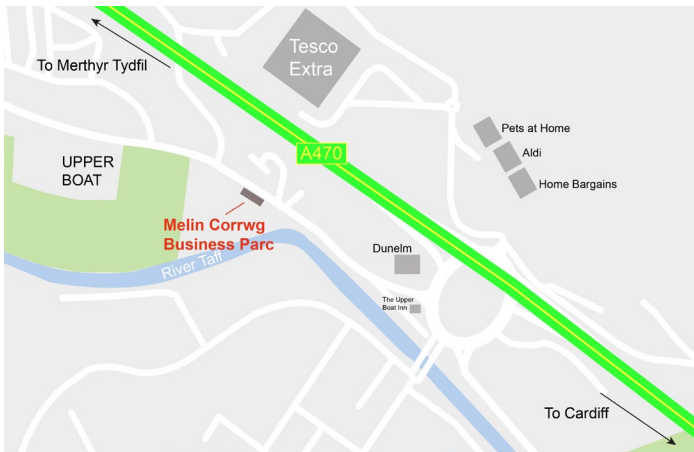 Tesco
Extra
To Merthyr Tydfil
Pets at Home
A470
Aldi
UPPER
BOAT
Home Bargains
Melin Corrwg
Business Parc
Dunelm
River Taff
The Upper
Boat Inn
To Cardiff